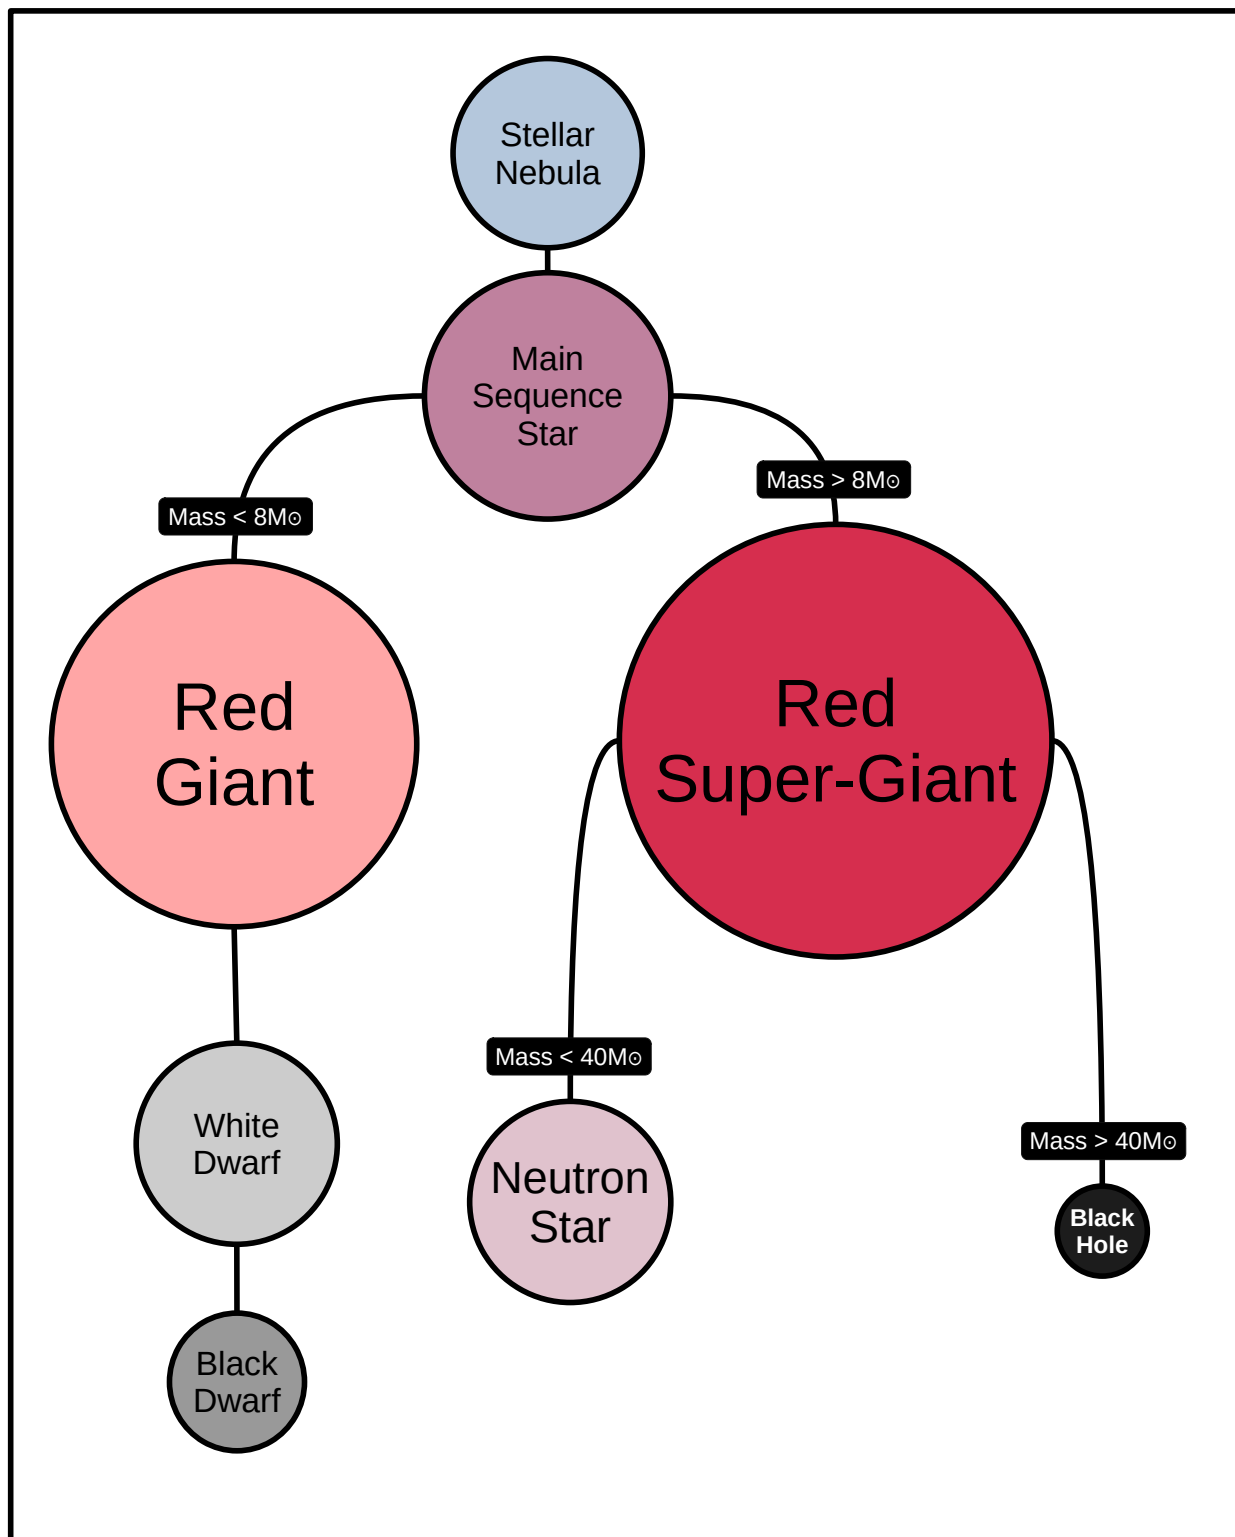 Stellar
Nebula
Main
Sequence
Star
Mass < 8M⊙
Mass > 8M⊙
Red
Giant
Red
Super-Giant
Mass < 40M⊙
Mass > 40M⊙
White
Dwarf
Neutron
Star
Black
Hole
Black
Dwarf